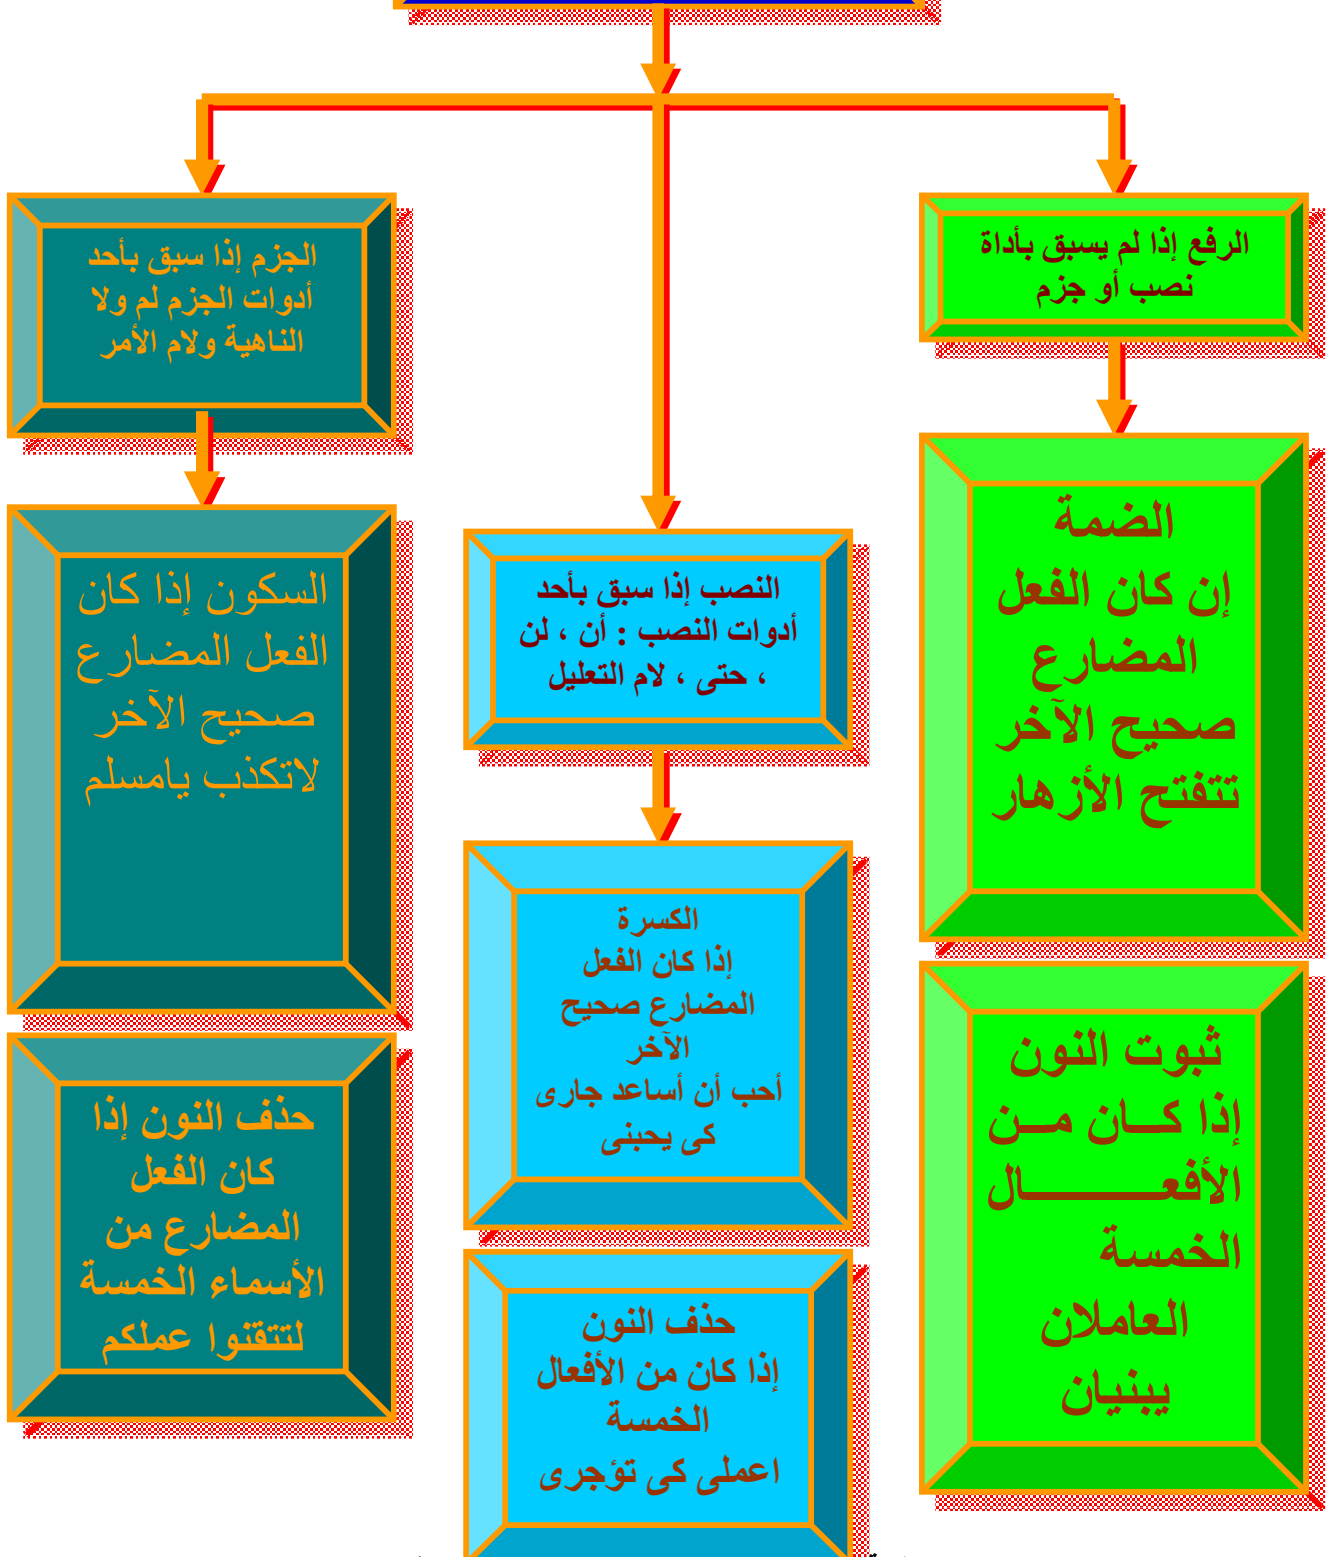 الرفع إذا لم يسبق بأداة
نصب أو جزم
الضمة
إن كان الفعل
المضارع
صحيح الآخر
تتفتح الأزهار
ثبوت النون
إذا كـان مـن
الأفعـــــال
الخمسة
العاملان
يبنيان
النصب إذا سبق بأحد
أدوات النصب : أن ، لن
، حتى ، لام التعليل
الكسرة
إذا كان الفعل
المضارع صحيح
الآخر
أحب أن أساعد جارى
كى يحبنى
حذف النون
إذا كان من الأفعال
الخمسة
اعملى كى تؤجرى
الجزم إذا سبق بأحد
أدوات الجزم لم ولا
الناهية ولام الأمر
السكون إذا كان
الفعل المضارع
صحيح الآخر
لاتكذب يامسلم
حذف النون إذا
كان الفعل
المضارع من
الأسماء الخمسة
لتتقنوا عملكم